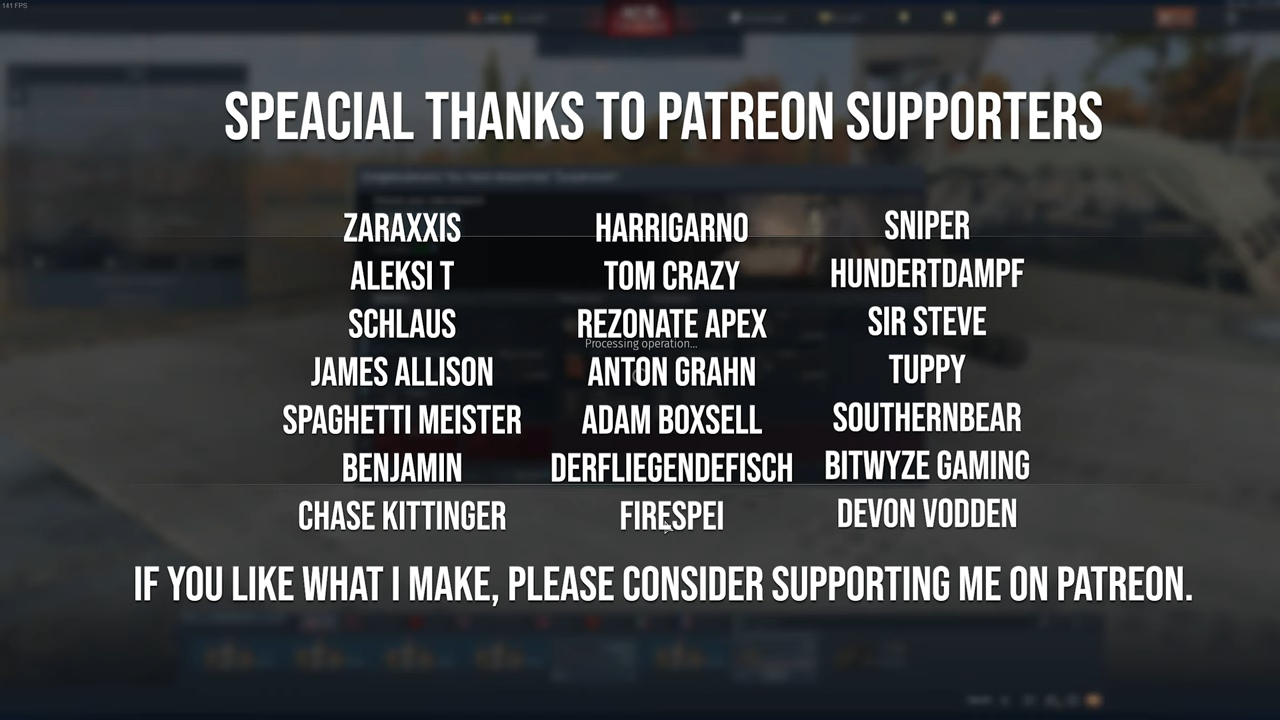 141 FPS
SPEACIAL THANKS TO PATREON SUPPORTERS
ZARAXXIS HARRIGARNO SNIPER
ALEKSI T TOM CRAZY HUNDERTDAMPF
SCHLAUS REZONATE APEX SIR STEVE
Processing operation...
JAMES ALLISON ANTON GRAHN TUPPY
SPAGHETTI MEISTER ADAM BOXSELL SOUTHERNBEAR
BENJAMIN DERFLIEGENDEFISCH BITWYZE GAMING
CHASE KITTINGER FIRESPEI DEVON VODDEN
IF YOU LIKE WHAT I MAKE, PLEASE CONSIDER SUPPORTING ME ON PATREON.